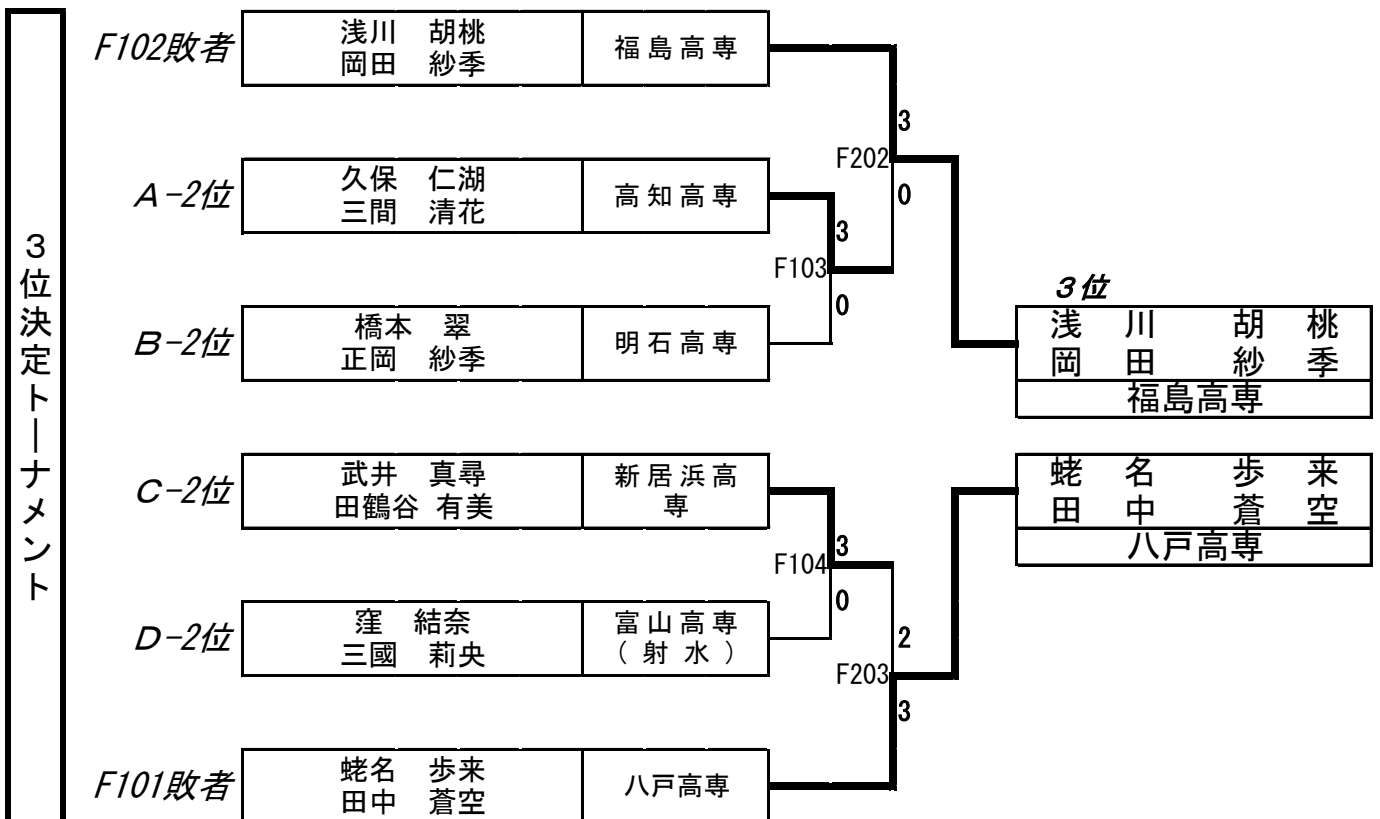 3位決定トーナメント
F102敗者
浅川　胡桃
岡田　紗季
福島高専
A-2位
久保　仁湖
三間　清花
高知高専
B-2位
橋本　翠
正岡　紗季
明石高専
C-2位
武井　真尋
田鶴谷 有美
新居浜高
専
D-2位
窪　結奈
三國　莉央
富山高専
(射水)
F101敗者
蛯名　歩来
田中　蒼空
八戸高専
F103
3
0
F104
3
0
F202
3
0
F203
2
3
3位
浅川　胡桃
岡田　紗季
福島高専
蛯名　歩来
田中　蒼空
八戸高専